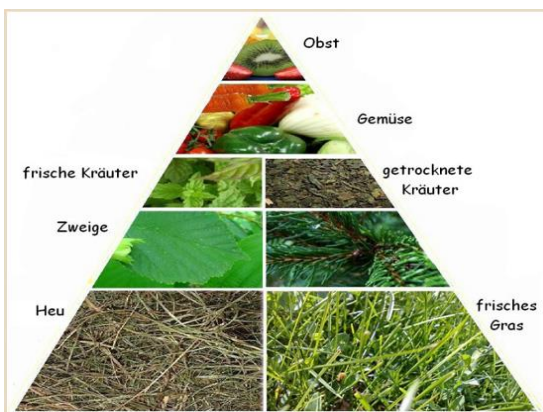 Obst
Gemüse
frische Kräuter
getrocknete
Kräuter
Zweige
Heu
frisches
Gras